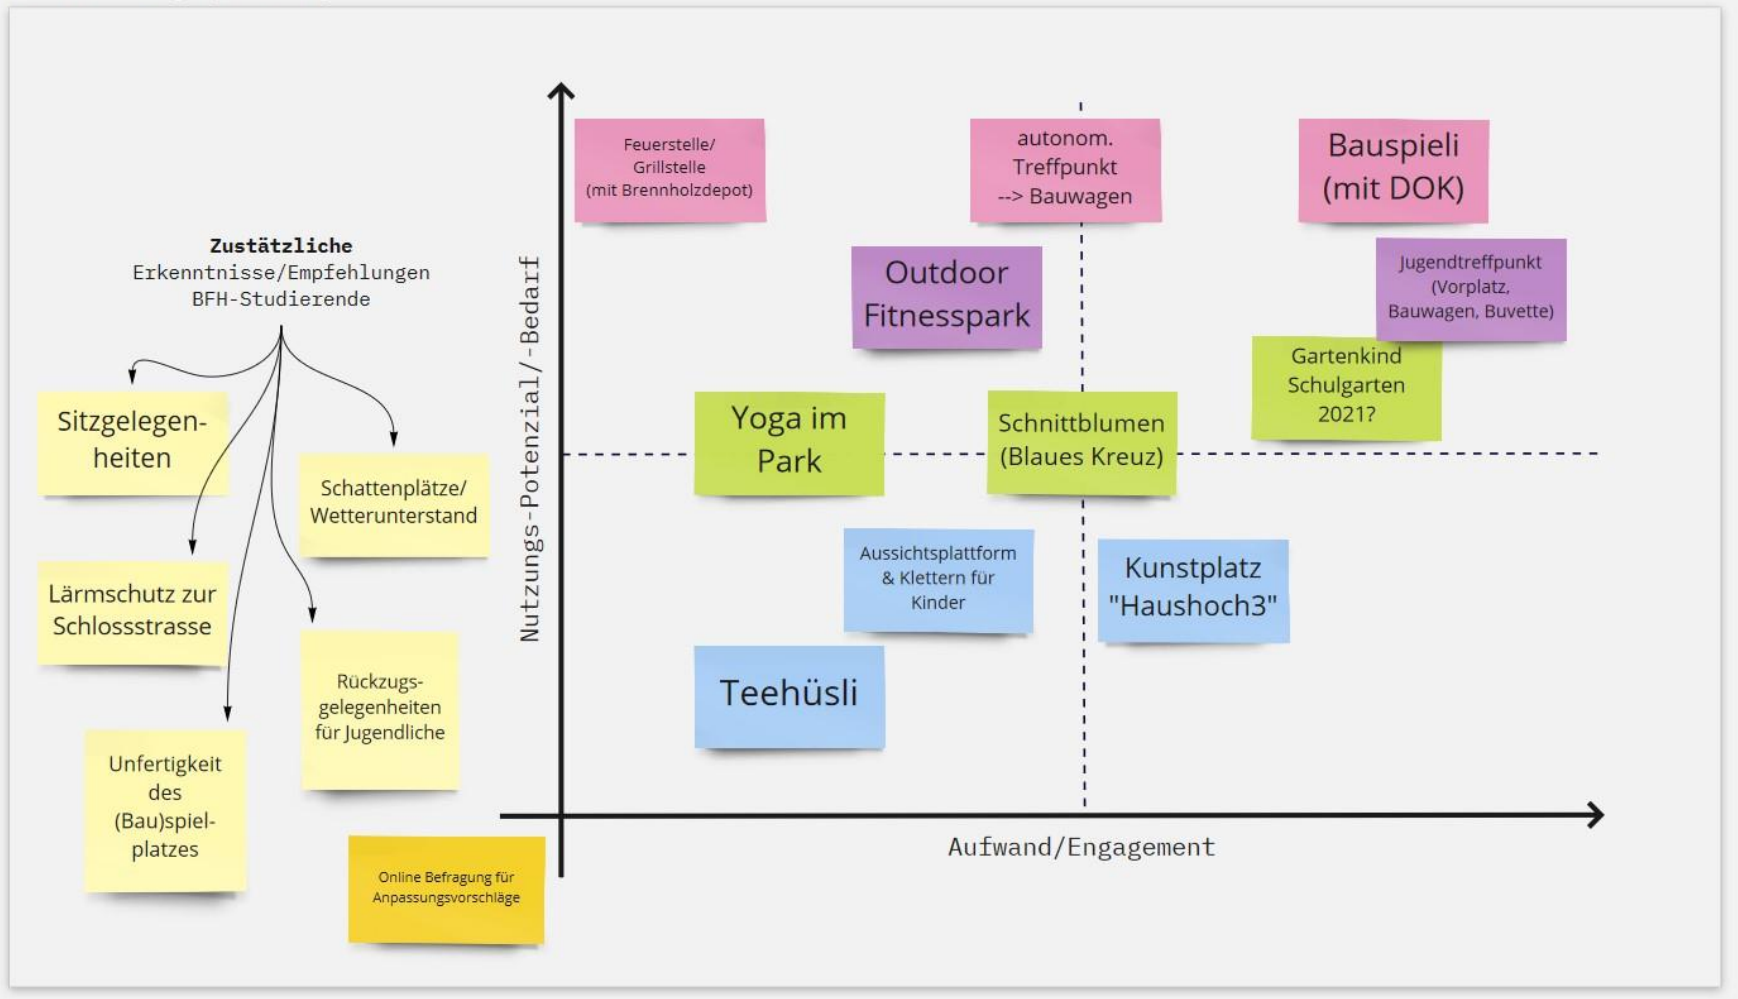 Zustätzliche
Erkenntnisse/Empfehlungen
BFH-Studierende
Sitzgelegen-
heiten
Schattenplätze/
Wetterunterstand
Lärmschutz zur
Schlossstrasse
Rückzugs-
gelegenheiten
für Jugendliche
Unfertigkeit
des
(Bau)spiel-
platzes
Online Befragung für
Anpassungsvorschläge
Nutzungs-Potenzial/-Bedarf
Feuerstelle/
Grillstelle
(mit Brennholzdepot)
autonom.
Treffpunkt
--> Bauwagen
Bauspieli
(mit DOK)
Outdoor
Fitnesspark
Jugendtreffpunkt
(Vorplatz,
Bauwagen, Buvette)
Gartenkind
Schulgarten
2021?
Yoga im
Park
Schnittblumen
(Blaues Kreuz)
Aussichtsplattform
& Klettern für
Kinder
Kunstplatz
"Haushoch3"
Teehüsli
Aufwand/Engagement